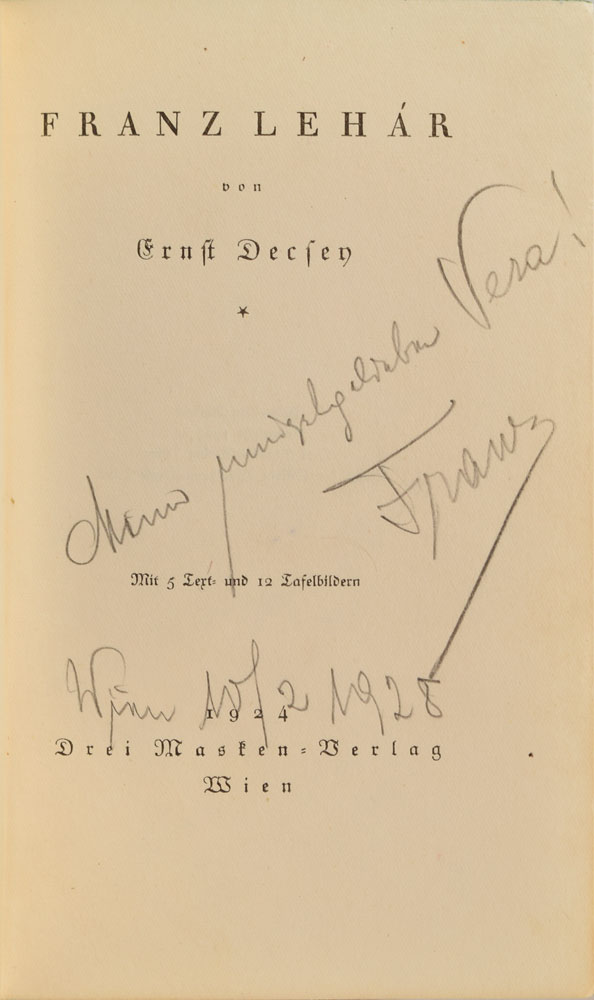 FRANZ LEHÁR
von
Ernst Decsey
*
Vera!
Meiner
Franz
Mit 5 Text- und 12 Tafelbildern
Wien 10/2 1928
1924
Drei Masken-Verlag
Wien